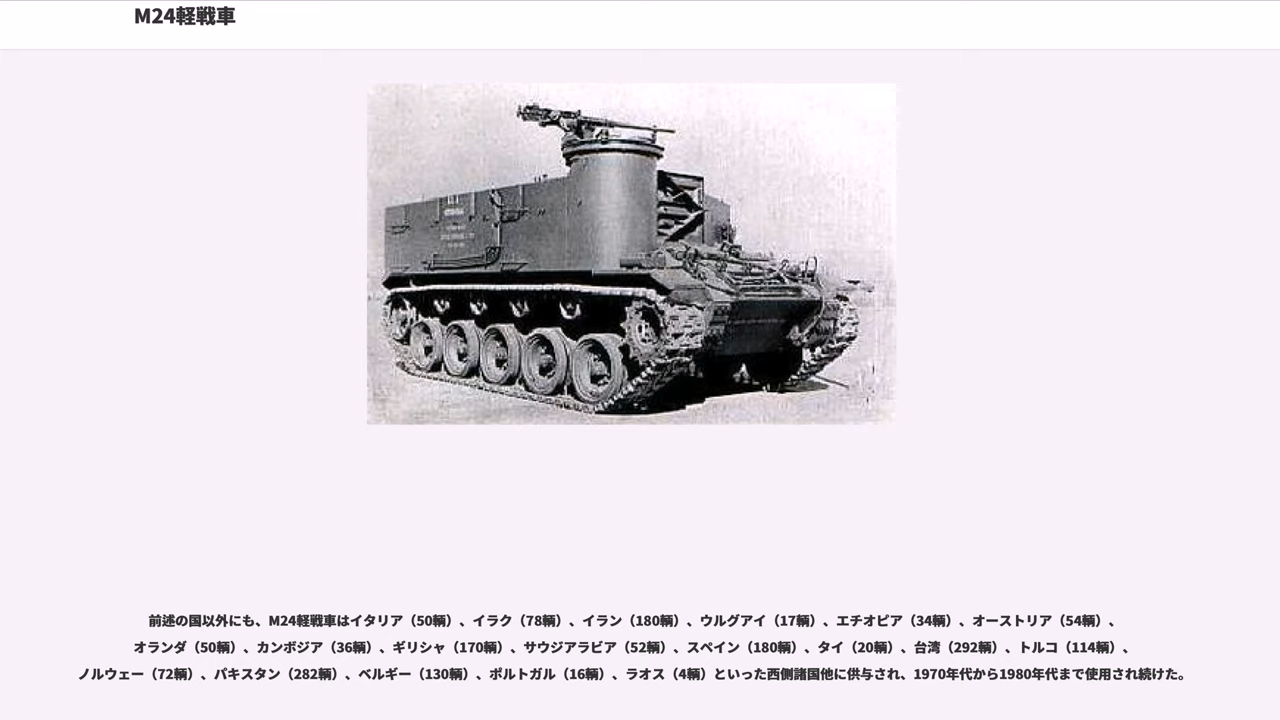 M24軽戦車
前述の国以外にも、M24軽戦車はイタリア（50輌）、イラク（78輌）、イラン（180輌）、ウルグアイ（17輌）、エチオピア（34輌）、オーストリア（54輌）、
オランダ（50輌）、カンボジア（36輌）、ギリシャ（170輌）、サウジアラビア（52輌）、スペイン（180輌）、タイ（20輌）、台湾（292輌）、トルコ（114輌）、
ノルウェー（72輌）、パキスタン（282輌）、ベルギー（130輌）、ポルトガル（16輌）、ラオス（4輌）といった西側諸国他に供与され、1970年代から1980年代まで使用され続けた。